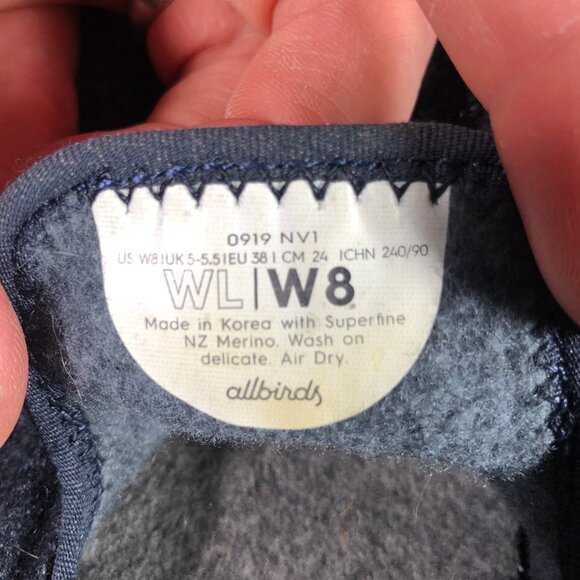 0919 NV1
US W8 | UK 5-5.5 | EU 38 | CM 24 | CHN 240/90
WL | W8
Made in Korea with Superfine
NZ Merino. Wash on
delicate. Air Dry.
allbirds